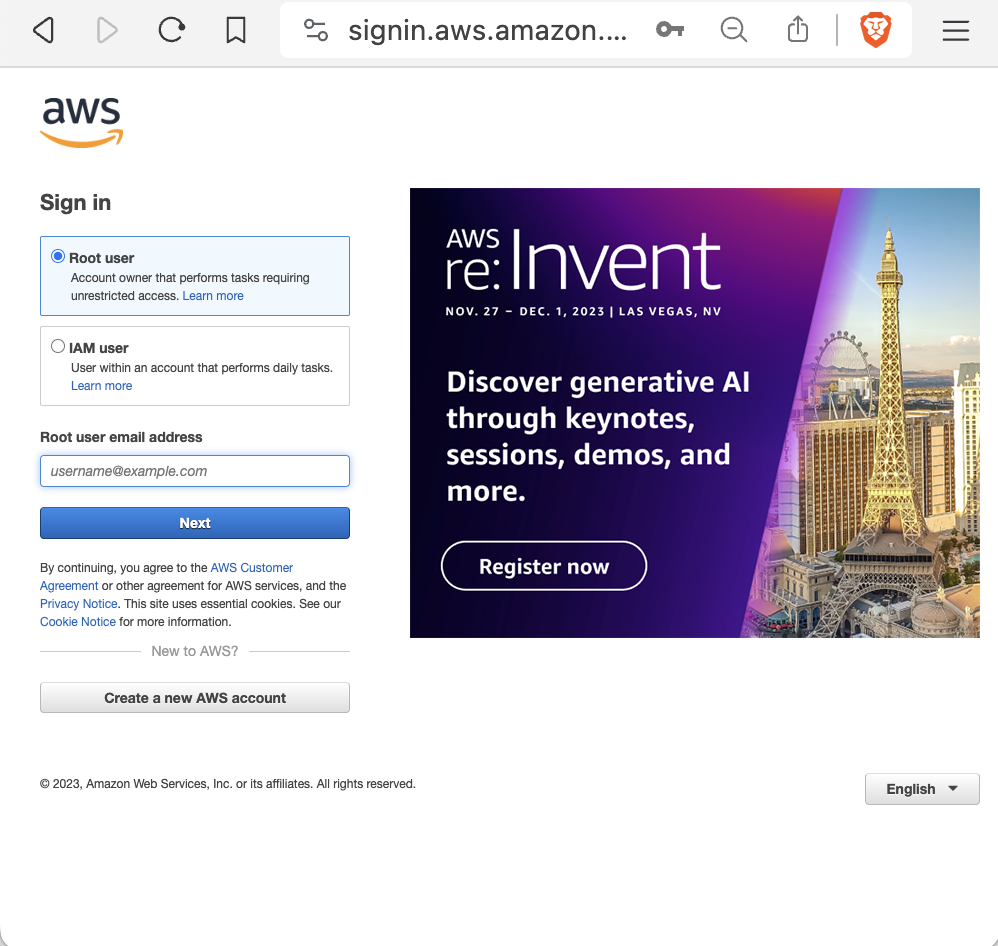 signin.aws.amazon....
aws
Sign in
Root user
Account owner that performs tasks requiring
unrestricted access. Learn more
IAM user
User within an account that performs daily tasks.
Learn more
Root user email address
username@example.com
Next
By continuing, you agree to the AWS Customer
Agreement or other agreement for AWS services, and the
Privacy Notice. This site uses essential cookies. See our
Cookie Notice for more information.
New to AWS?
Create a new AWS account
AWS
re:Invent
NOV. 27 – DEC. 1, 2023 | LAS VEGAS, NV
Discover generative AI
through keynotes,
sessions, demos, and
more.
Register now
© 2023, Amazon Web Services, Inc. or its affiliates. All rights reserved.
English